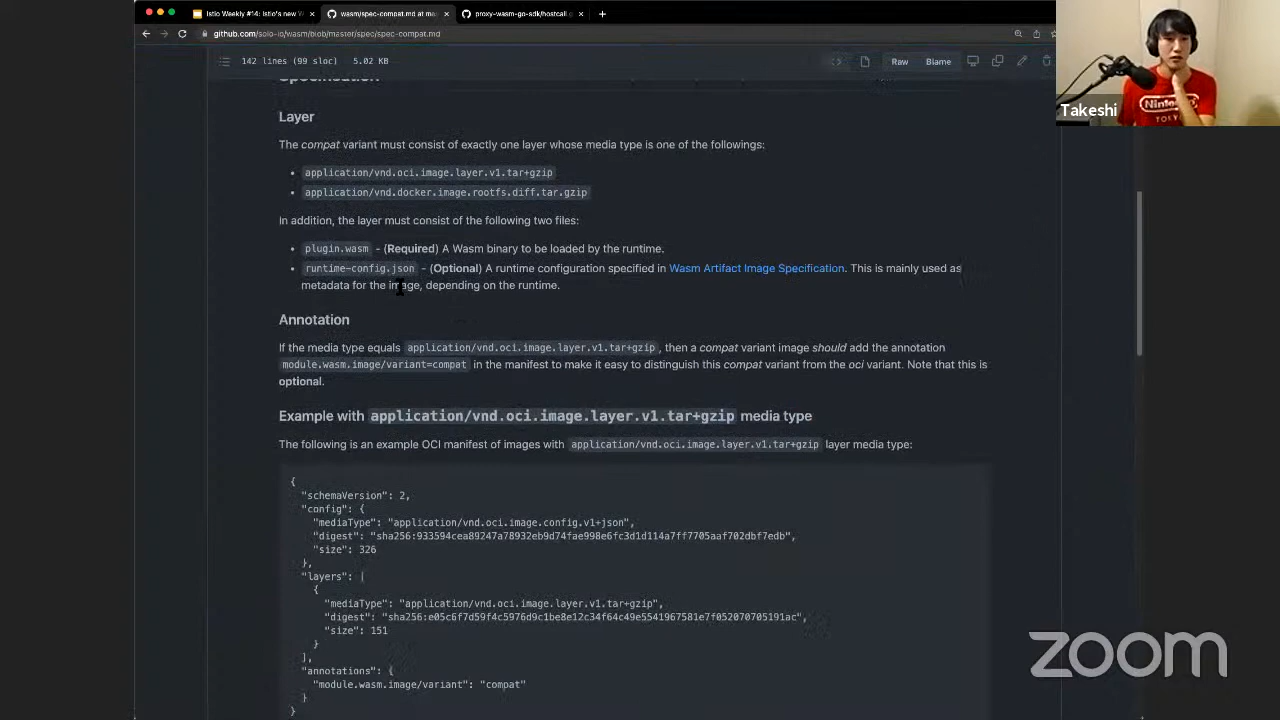 Istio Weekly #14: Istio's new W
wasm/spec-compat.md at mas
proxy-wasm-go-sdk/hostcall.g
github.com/solo-io/wasm/blob/master/spec/spec-compat.md
142 lines (99 sloc)   5.02 KB
Raw   Blame
Specification
Layer
The compat variant must consist of exactly one layer whose media type is one of the followings:
• application/vnd.oci.image.layer.v1.tar+gzip
• application/vnd.docker.image.rootfs.diff.tar.gzip
In addition, the layer must consist of the following two files:
• plugin.wasm - (Required) A Wasm binary to be loaded by the runtime.
• runtime-config.json - (Optional) A runtime configuration specified in Wasm Artifact Image Specification. This is mainly used as
metadata for the image, depending on the runtime.
Annotation
If the media type equals application/vnd.oci.image.layer.v1.tar+gzip, then a compat variant image should add the annotation
module.wasm.image/variant=compat in the manifest to make it easy to distinguish this compat variant from the oci variant. Note that this is
optional.
Example with application/vnd.oci.image.layer.v1.tar+gzip media type
The following is an example OCI manifest of images with application/vnd.oci.image.layer.v1.tar+gzip layer media type:
{
"schemaVersion": 2,
"config": {
"mediaType": "application/vnd.oci.image.config.v1+json",
"digest": "sha256:933594cea89247a78932eb9d74fae998e6fc3d1d114a7ff7705aaf702dbf7edb",
"size": 326
},
"layers": [
{
"mediaType": "application/vnd.oci.image.layer.v1.tar+gzip",
"digest": "sha256:e05c6f7d59f4c5976d9c1be8e12c34f64c49e5541967581e7f052070705191ac",
"size": 151
}
],
"annotations": {
"module.wasm.image/variant": "compat"
}
}
Takeshi
Nintendo
TOKYO
zoom